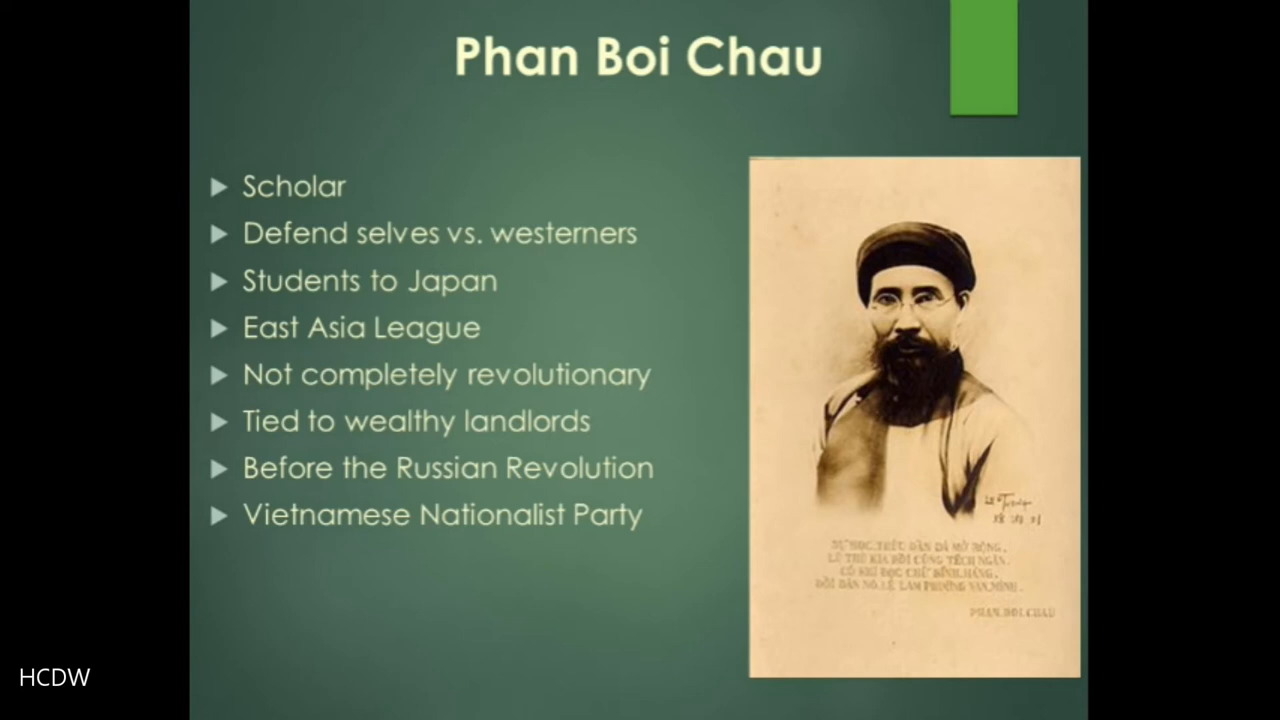 Phan Boi Chau
Scholar
Defend selves vs. westerners
Students to Japan
East Asia League
Not completely revolutionary
Tied to wealthy landlords
Before the Russian Revolution
Vietnamese Nationalist Party
PHAN BOI CHAU
HCDW